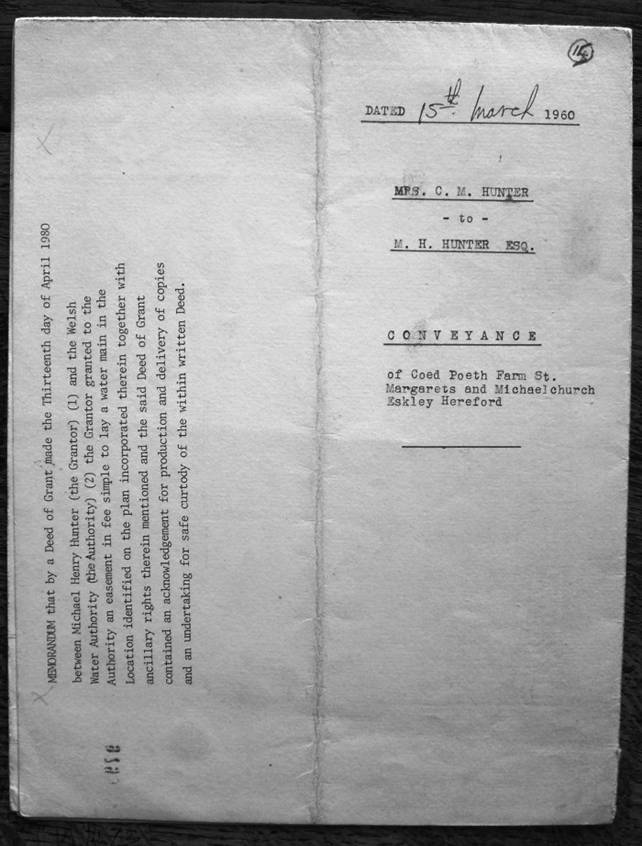 14
DATED 15th. March 1960
MRS. C. M. HUNTER
- to -
M. H. HUNTER ESQ.
CONVEYANCE
of Coed Poeth Farm St.
Margarets and Michaelchurch
Eskley Hereford
MEMORANDUM that by a Deed of Grant made the Thirteenth day of April 1980
between Michael Henry Hunter (the Grantor) (1) and the Welsh
Water Authority (the Authority) (2) the Grantor granted to the
Authority an easement in fee simple to lay a water main in the
Location identified on the plan incorporated therein together with
ancillary rights therein mentioned and the said Deed of Grant
contained an acknowledgement for production and delivery of copies
and an undertaking for safe curtody of the within written Deed.